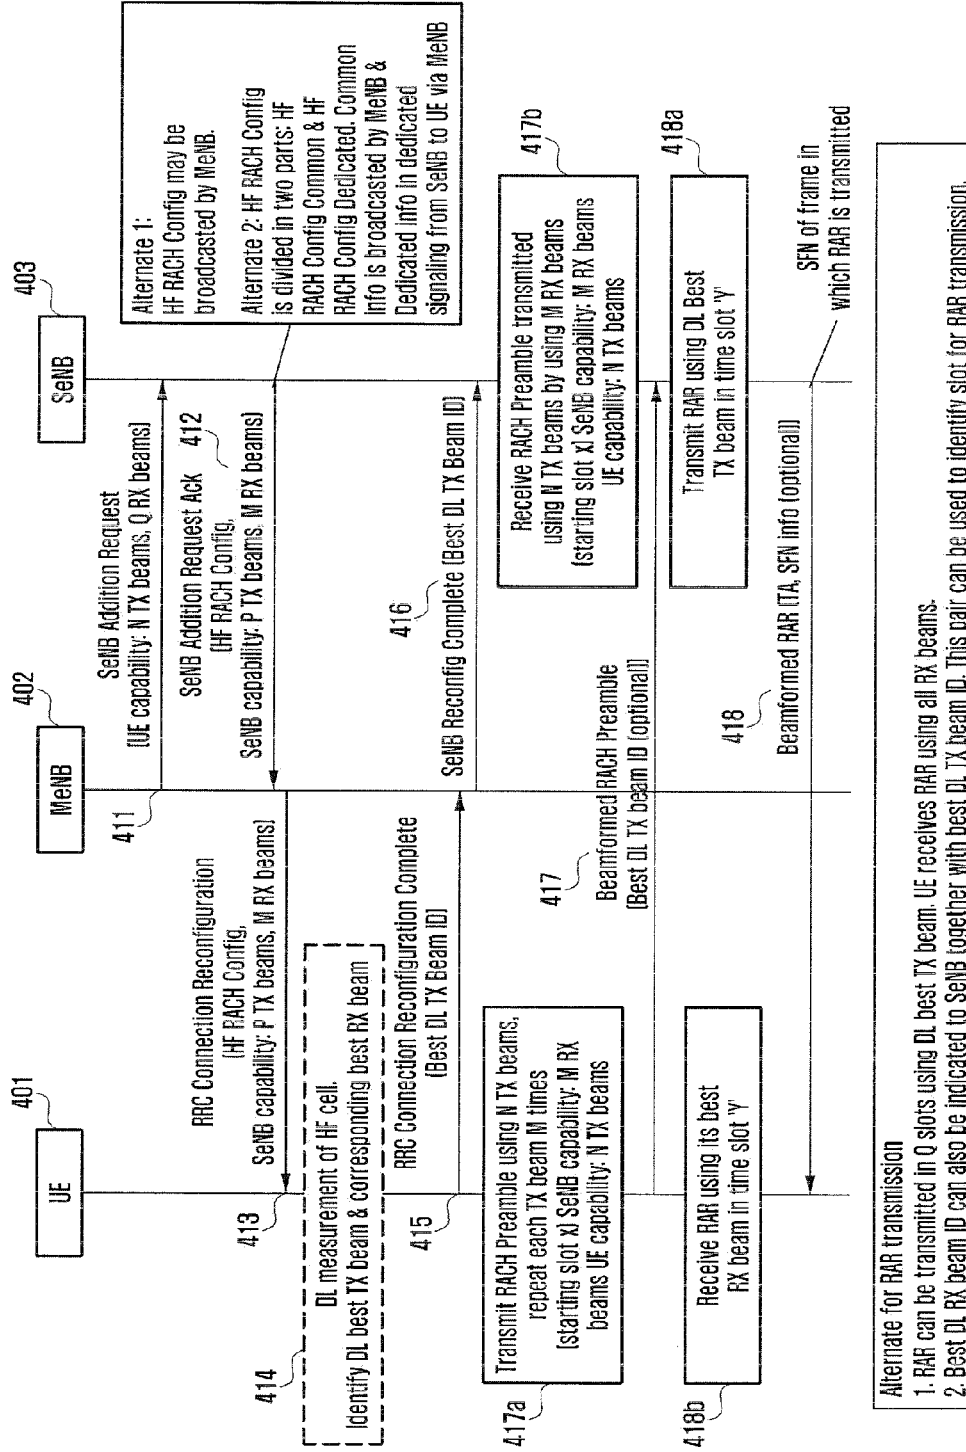 401
UE
402
MeNB
403
SeNB
SeNB Addition Request
(UE capability: N TX beams, Q RX beams)
411
SeNB Addition Request Ack
412
(HF RACH Config,
SeNB capability: P TX beams, M RX beams)
Alternate 1:
HF RACH Config may be
broadcasted by MeNB.
Alternate 2: HF RACH Config
is divided in two parts: HF
RACH Config Common & HF
RACH Config Dedicated. Common
Info is broadcasted by MeNB &
Dedicated info in dedicated
signaling from SeNB to UE via MeNB
RRC Connection Reconfiguration
(HF RACH Config,
SeNB capability: P TX beams, M RX beams)
413
414
DL measurement of HF cell.
Identify DL best TX beam & corresponding best RX beam
RRC Connection Reconfiguration Complete
(Best DL TX Beam ID)
415
416
SeNB Reconfig Complete (Best DL TX Beam ID)
417a
Transmit RACH Preamble using N TX beams,
repeat each TX beam M times
(starting slot x) SeNB capability: M RX
beams UE capability: N TX beams
417b
Receive RACH Preamble transmitted
using N TX beams by using M RX beams
(starting slot x) SeNB capability: M RX beams
UE capability: N TX beams
417
Beamformed RACH Preamble
(Best DL TX beam ID (optional))
418a
Transmit RAR using DL Best
TX beam in time slot 'Y'
418b
Receive RAR using its best
RX beam in time slot 'Y'
418
Beamformed RAR (TA, SFN info (optional))
SFN of frame in
which RAR is transmitted
Alternate for RAR transmission
1. RAR can be transmitted in Q slots using DL best TX beam. UE receives RAR using all RX beams.
2. Best DL RX beam ID can also be indicated to SeNB together with best DL TX beam ID. This pair can be used to identify slot for RAR transmission.